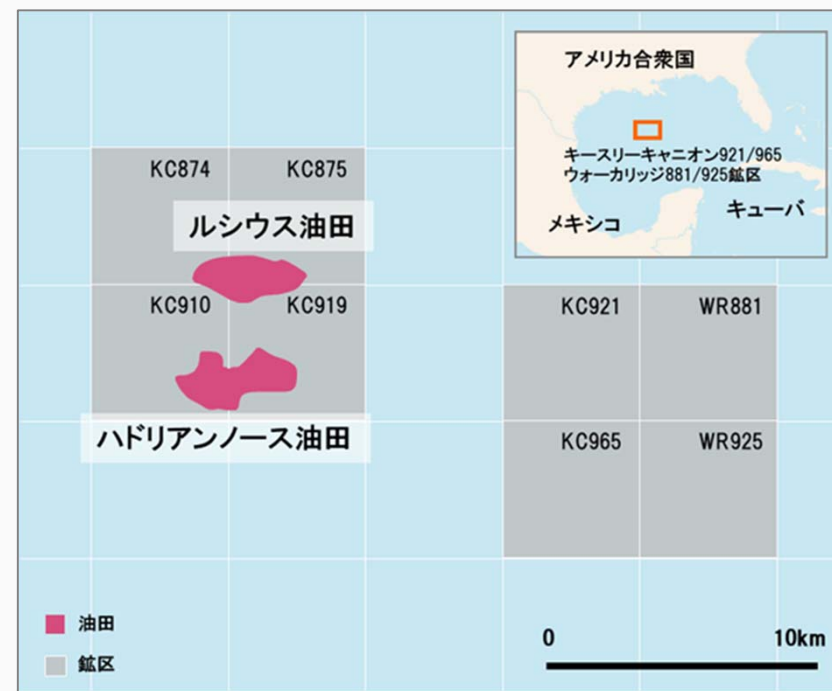 アメリカ合衆国
キースリーキャニオン921/965
ウォーカリッジ881/925鉱区
メキシコ
キューバ
KC874
KC875
ルシウス油田
KC910
KC919
ハドリアンノース油田
KC921
WR881
KC965
WR925
油田
鉱区
0
10km